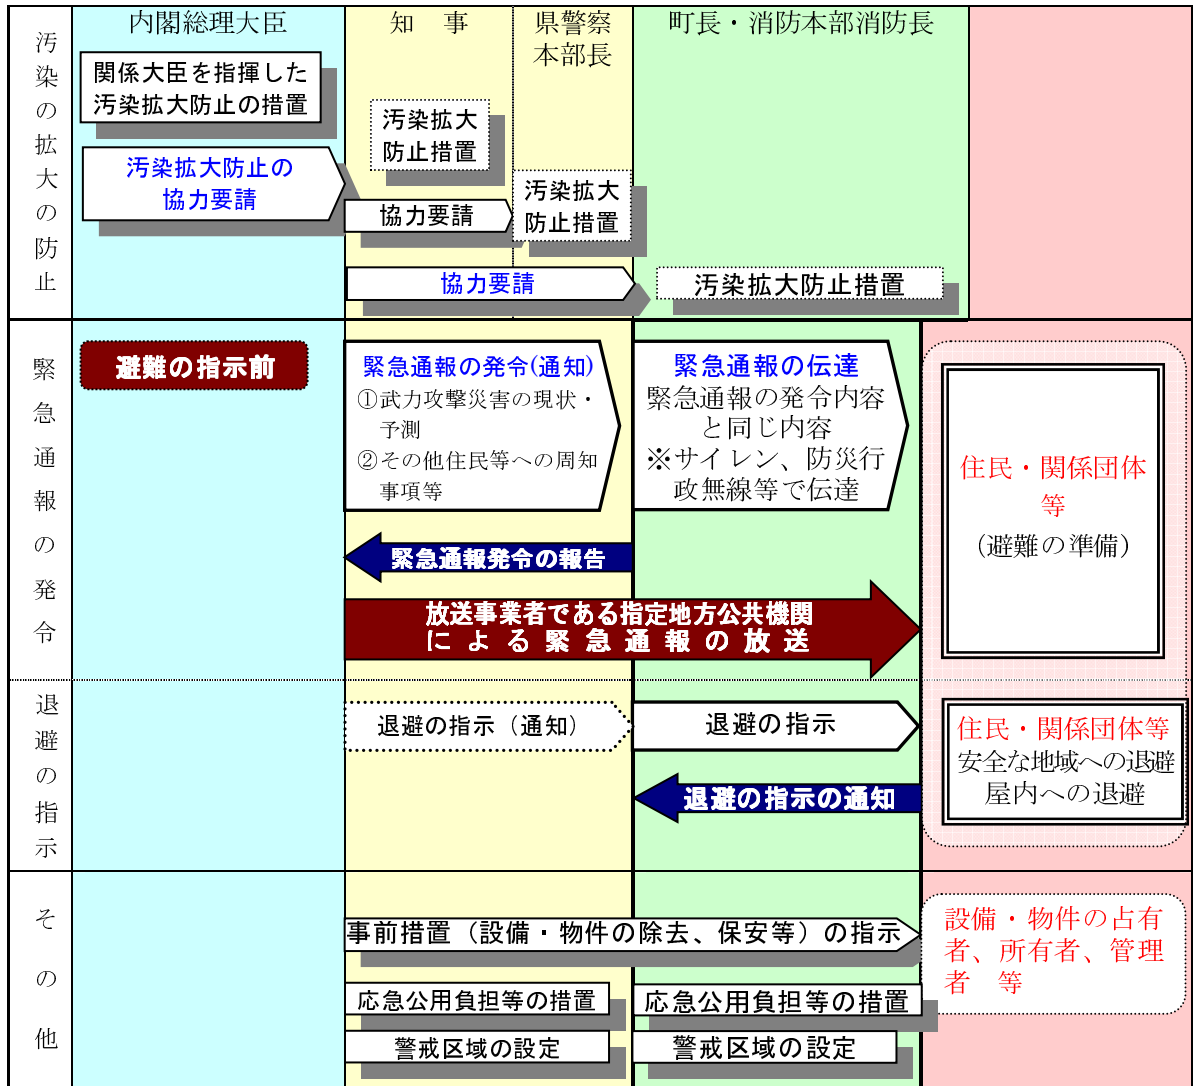 内閣総理大臣
知　事
県警察
本部長
町長・消防本部消防長
汚染の拡大の防止
関係大臣を指揮した
汚染拡大防止の措置
汚染拡大防止の
協力要請
汚染拡大
防止措置
協力要請
汚染拡大
防止措置
協力要請
汚染拡大防止措置
緊急通報の発令
避難の指示前
緊急通報の発令(通知)
①武力攻撃災害の現状・
予測
②その他住民等への周知
事項等
緊急通報の伝達
緊急通報の発令内容
と同じ内容
※サイレン、防災行
政無線等で伝達
住民・関係団体
等
（避難の準備）
緊急通報発令の報告
放送事業者である指定地方公共機関
による緊急通報の放送
退避の指示
退避の指示（通知）
退避の指示
退避の指示の通知
住民・関係団体等
安全な地域への退避
屋内への退避
その他
事前措置（設備・物件の除去、保安等）の指示
設備・物件の占有
者、所有者、管理
者　等
応急公用負担等の措置
応急公用負担等の措置
警戒区域の設定
警戒区域の設定